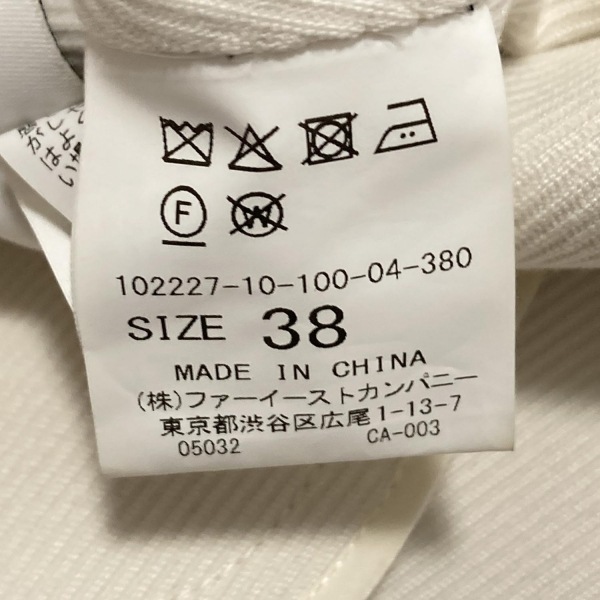 F W
102227-10-100-04-380
SIZE 38
MADE IN CHINA
(株)ファーイーストカンパニー
東京都渋谷区広尾1-13-7
05032 CA-003